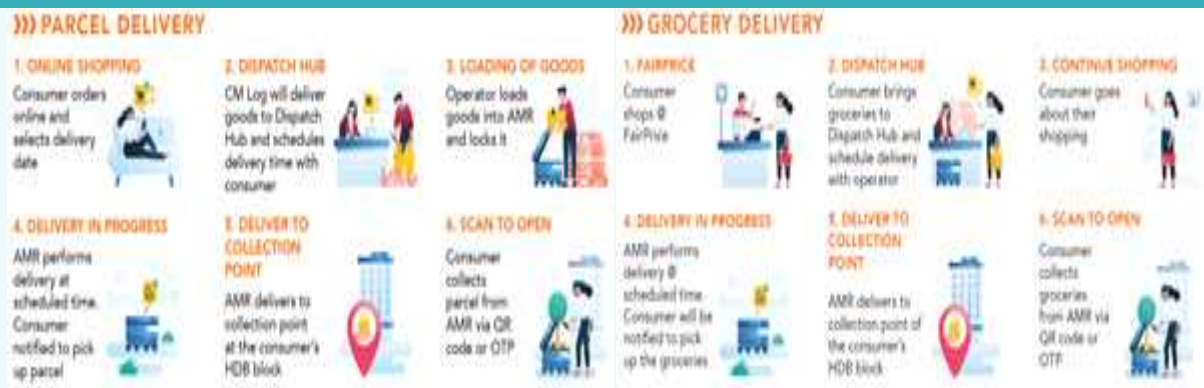 >>> PARCEL DELIVERY
1. ONLINE SHOPPING
Consumer orders
online and
selects delivery
date
2. DISPATCH HUB
CM Log will deliver
goods to Dispatch
Hub and schedules
delivery time with
consumer
3. LOADING OF GOODS
Operator loads
goods into AMR
and locks it
4. DELIVERY IN PROGRESS
AMR performs
delivery at
scheduled time.
Consumer
notified to pick
up parcel
5. DELIVER TO
COLLECTION
POINT
AMR delivers to
collection point
at the consumer's
HDB block
6. SCAN TO OPEN
Consumer
collects
parcel from
AMR via QR
code or OTP
>>> GROCERY DELIVERY
1. FAIRPRICE
Consumer
shops @
FairPrice
2. DISPATCH HUB
Consumer brings
groceries to
Dispatch Hub and
schedule delivery
with operator
3. CONTINUE SHOPPING
Consumer goes
about their
shopping
4. DELIVERY IN PROGRESS
AMR performs
delivery @
scheduled time.
Consumer will be
notified to pick
up the groceries
5. DELIVER TO
COLLECTION
POINT
AMR delivers to
collection point of
the consumer's
HDB block
6. SCAN TO OPEN
Consumer
collects
groceries
from AMR via
QR code or
OTP